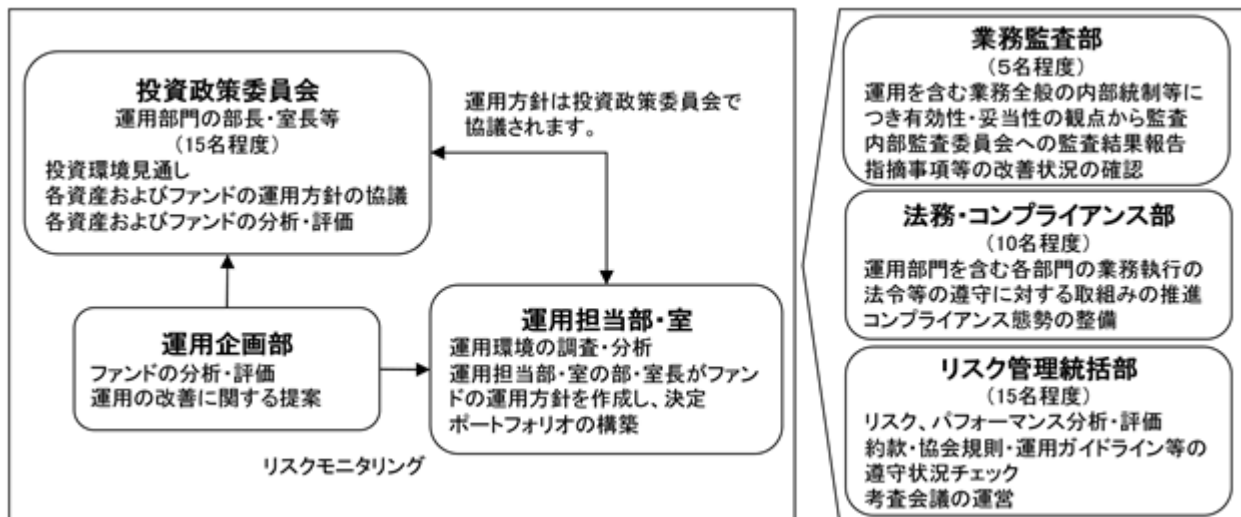 投資政策委員会
運用部門の部長・室長等
(15名程度)
投資環境見通し
各資産およびファンドの運用方針の協議
各資産およびファンドの分析・評価
運用方針は投資政策委員会で
協議されます。
運用企画部
ファンドの分析・評価
運用の改善に関する提案
運用担当部・室
運用環境の調査・分析
運用担当部・室の部・室長がファン
ドの運用方針を作成し、決定
ポートフォリオの構築
リスクモニタリング
業務監査部
(5名程度)
運用を含む業務全般の内部統制等に
つき有効性・妥当性の観点から監査
内部監査委員会への監査結果報告
指摘事項等の改善状況の確認
法務・コンプライアンス部
(10名程度)
運用部門を含む各部門の業務執行の
法令等の遵守に対する取組みの推進
コンプライアンス態勢の整備
リスク管理統括部
(15名程度)
リスク、パフォーマンス分析・評価
約款・協会規則・運用ガイドライン等の
遵守状況チェック
考査会議の運営